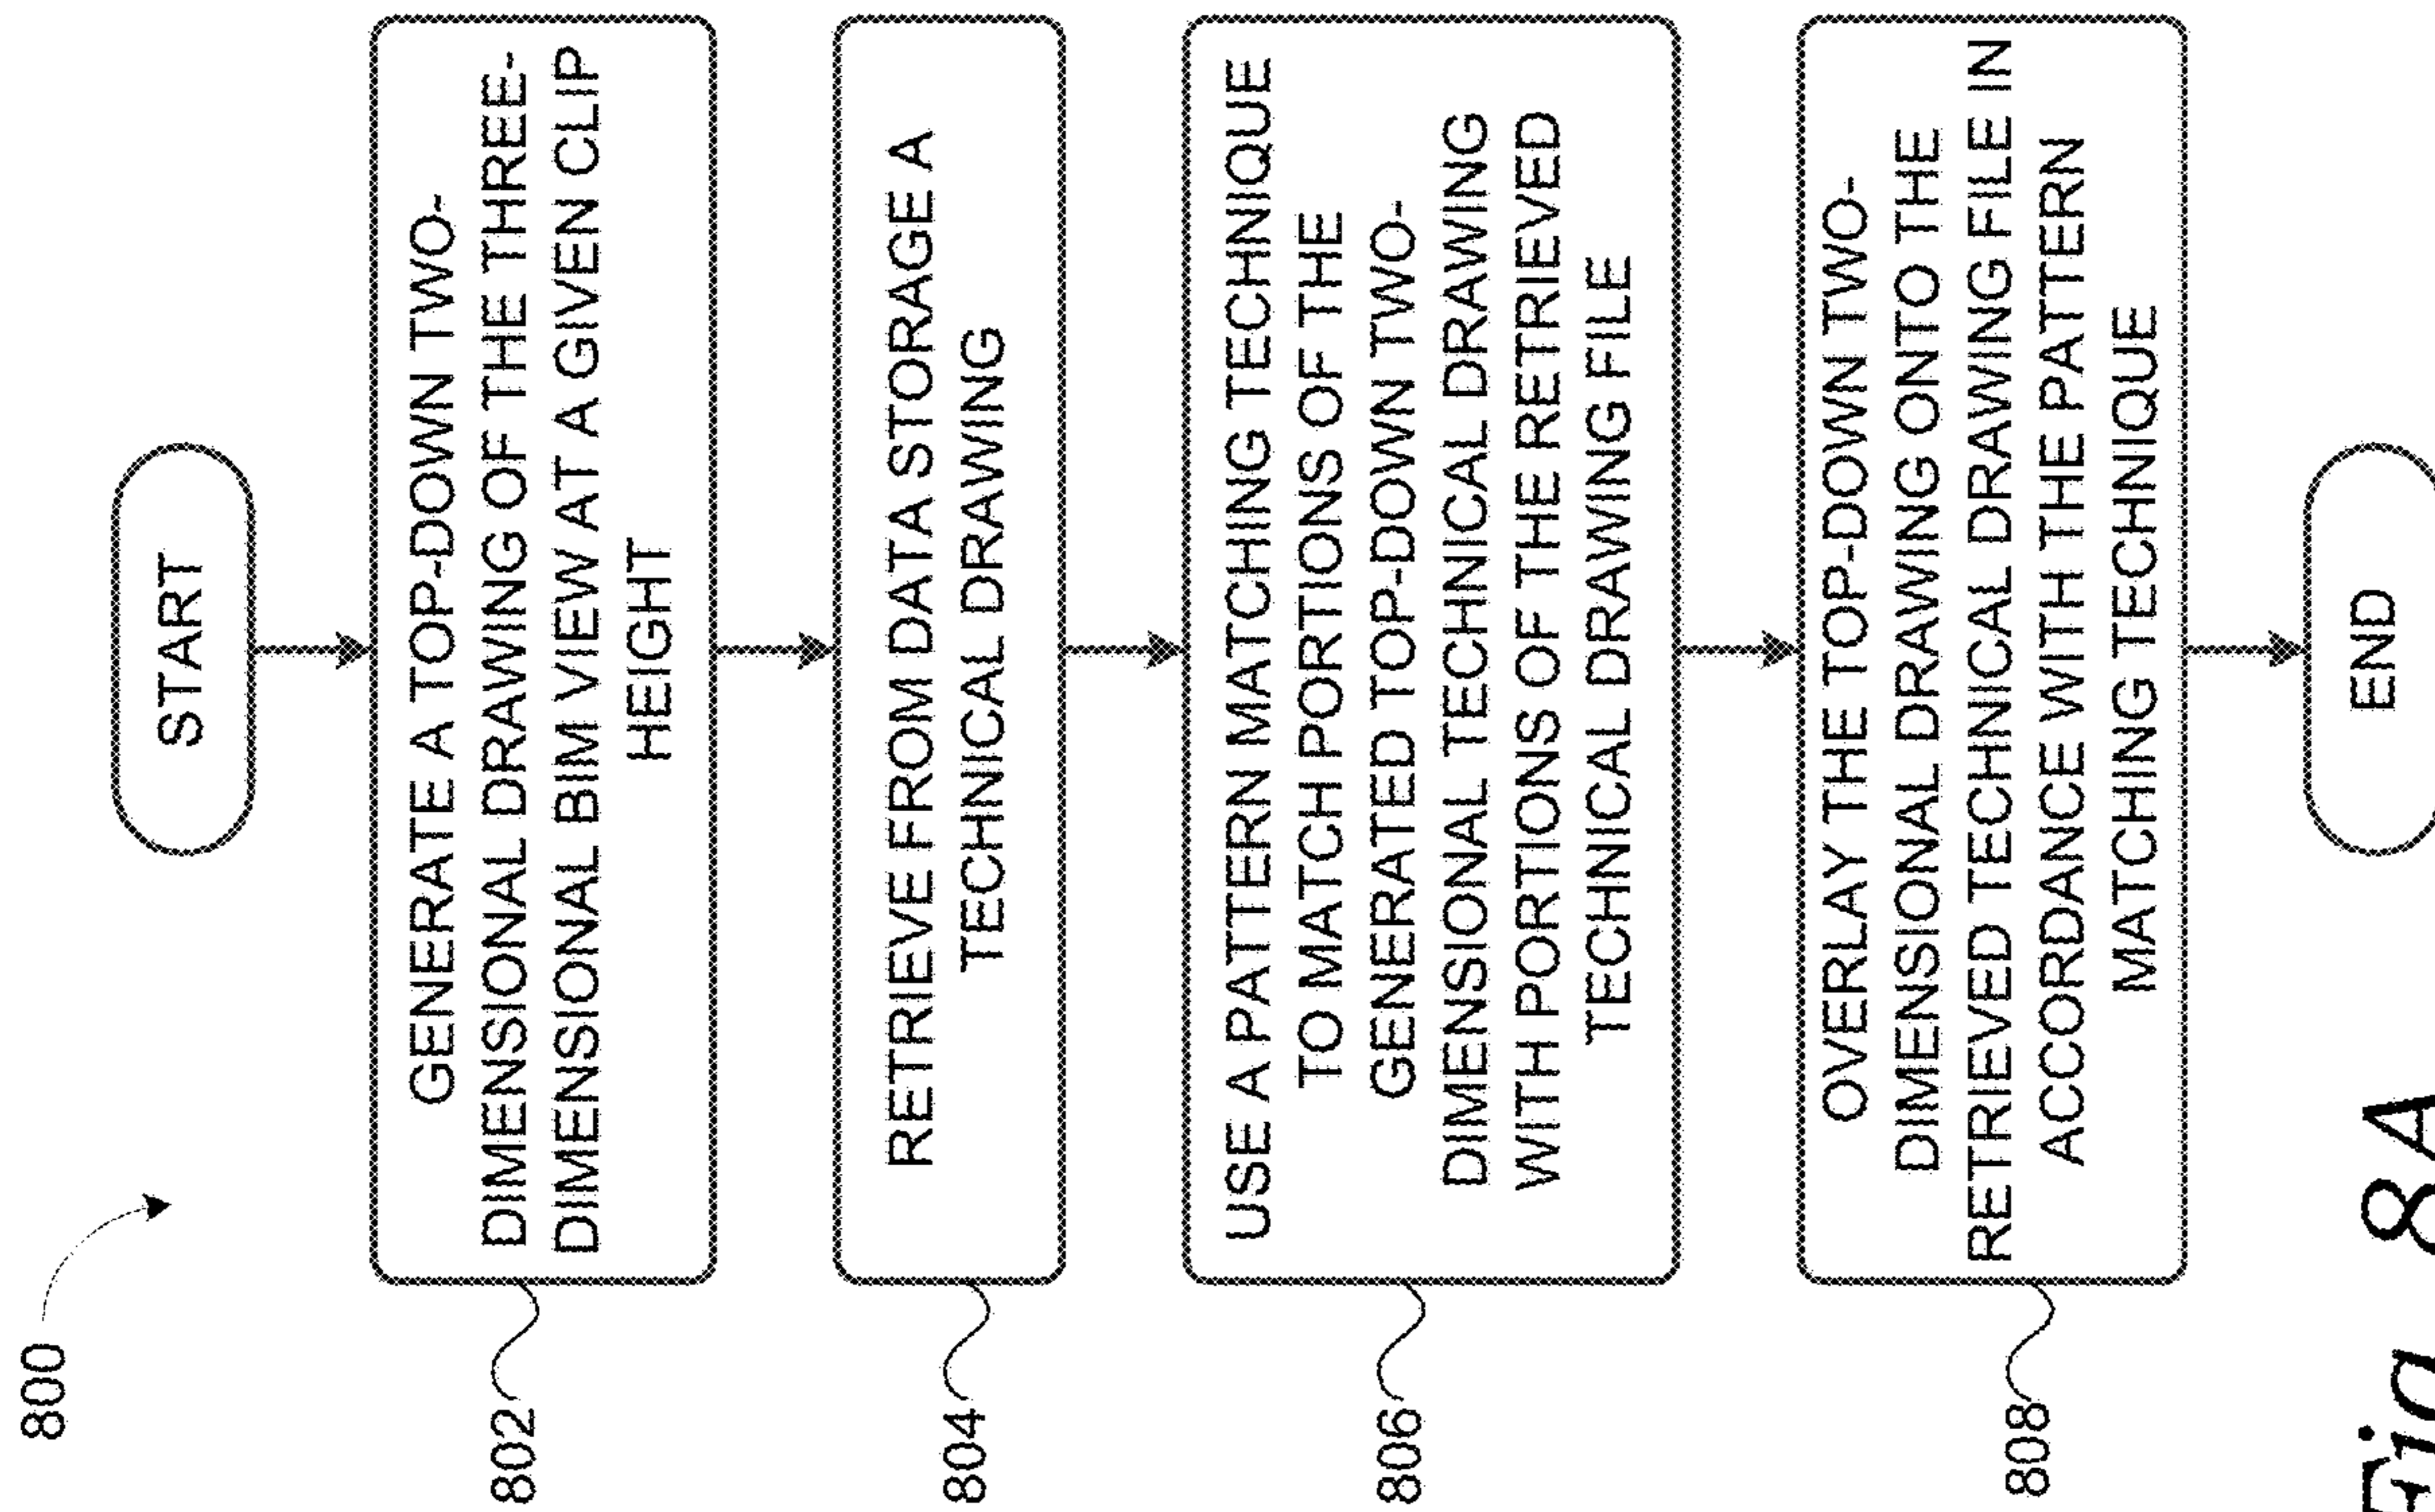 800
START
802
GENERATE A TOP-DOWN TWO-
DIMENSIONAL DRAWING OF THE THREE-
DIMENSIONAL BIM VIEW AT A GIVEN CLIP
HEIGHT
804
RETRIEVE FROM DATA STORAGE A
TECHNICAL DRAWING
806
USE A PATTERN MATCHING TECHNIQUE
TO MATCH PORTIONS OF THE
GENERATED TOP-DOWN TWO-
DIMENSIONAL TECHNICAL DRAWING
WITH PORTIONS OF THE RETRIEVED
TECHNICAL DRAWING FILE
808
OVERLAY THE TOP-DOWN TWO-
DIMENSIONAL DRAWING ONTO THE
RETRIEVED TECHNICAL DRAWING FILE IN
ACCORDANCE WITH THE PATTERN
MATCHING TECHNIQUE
END
Fig. 8A